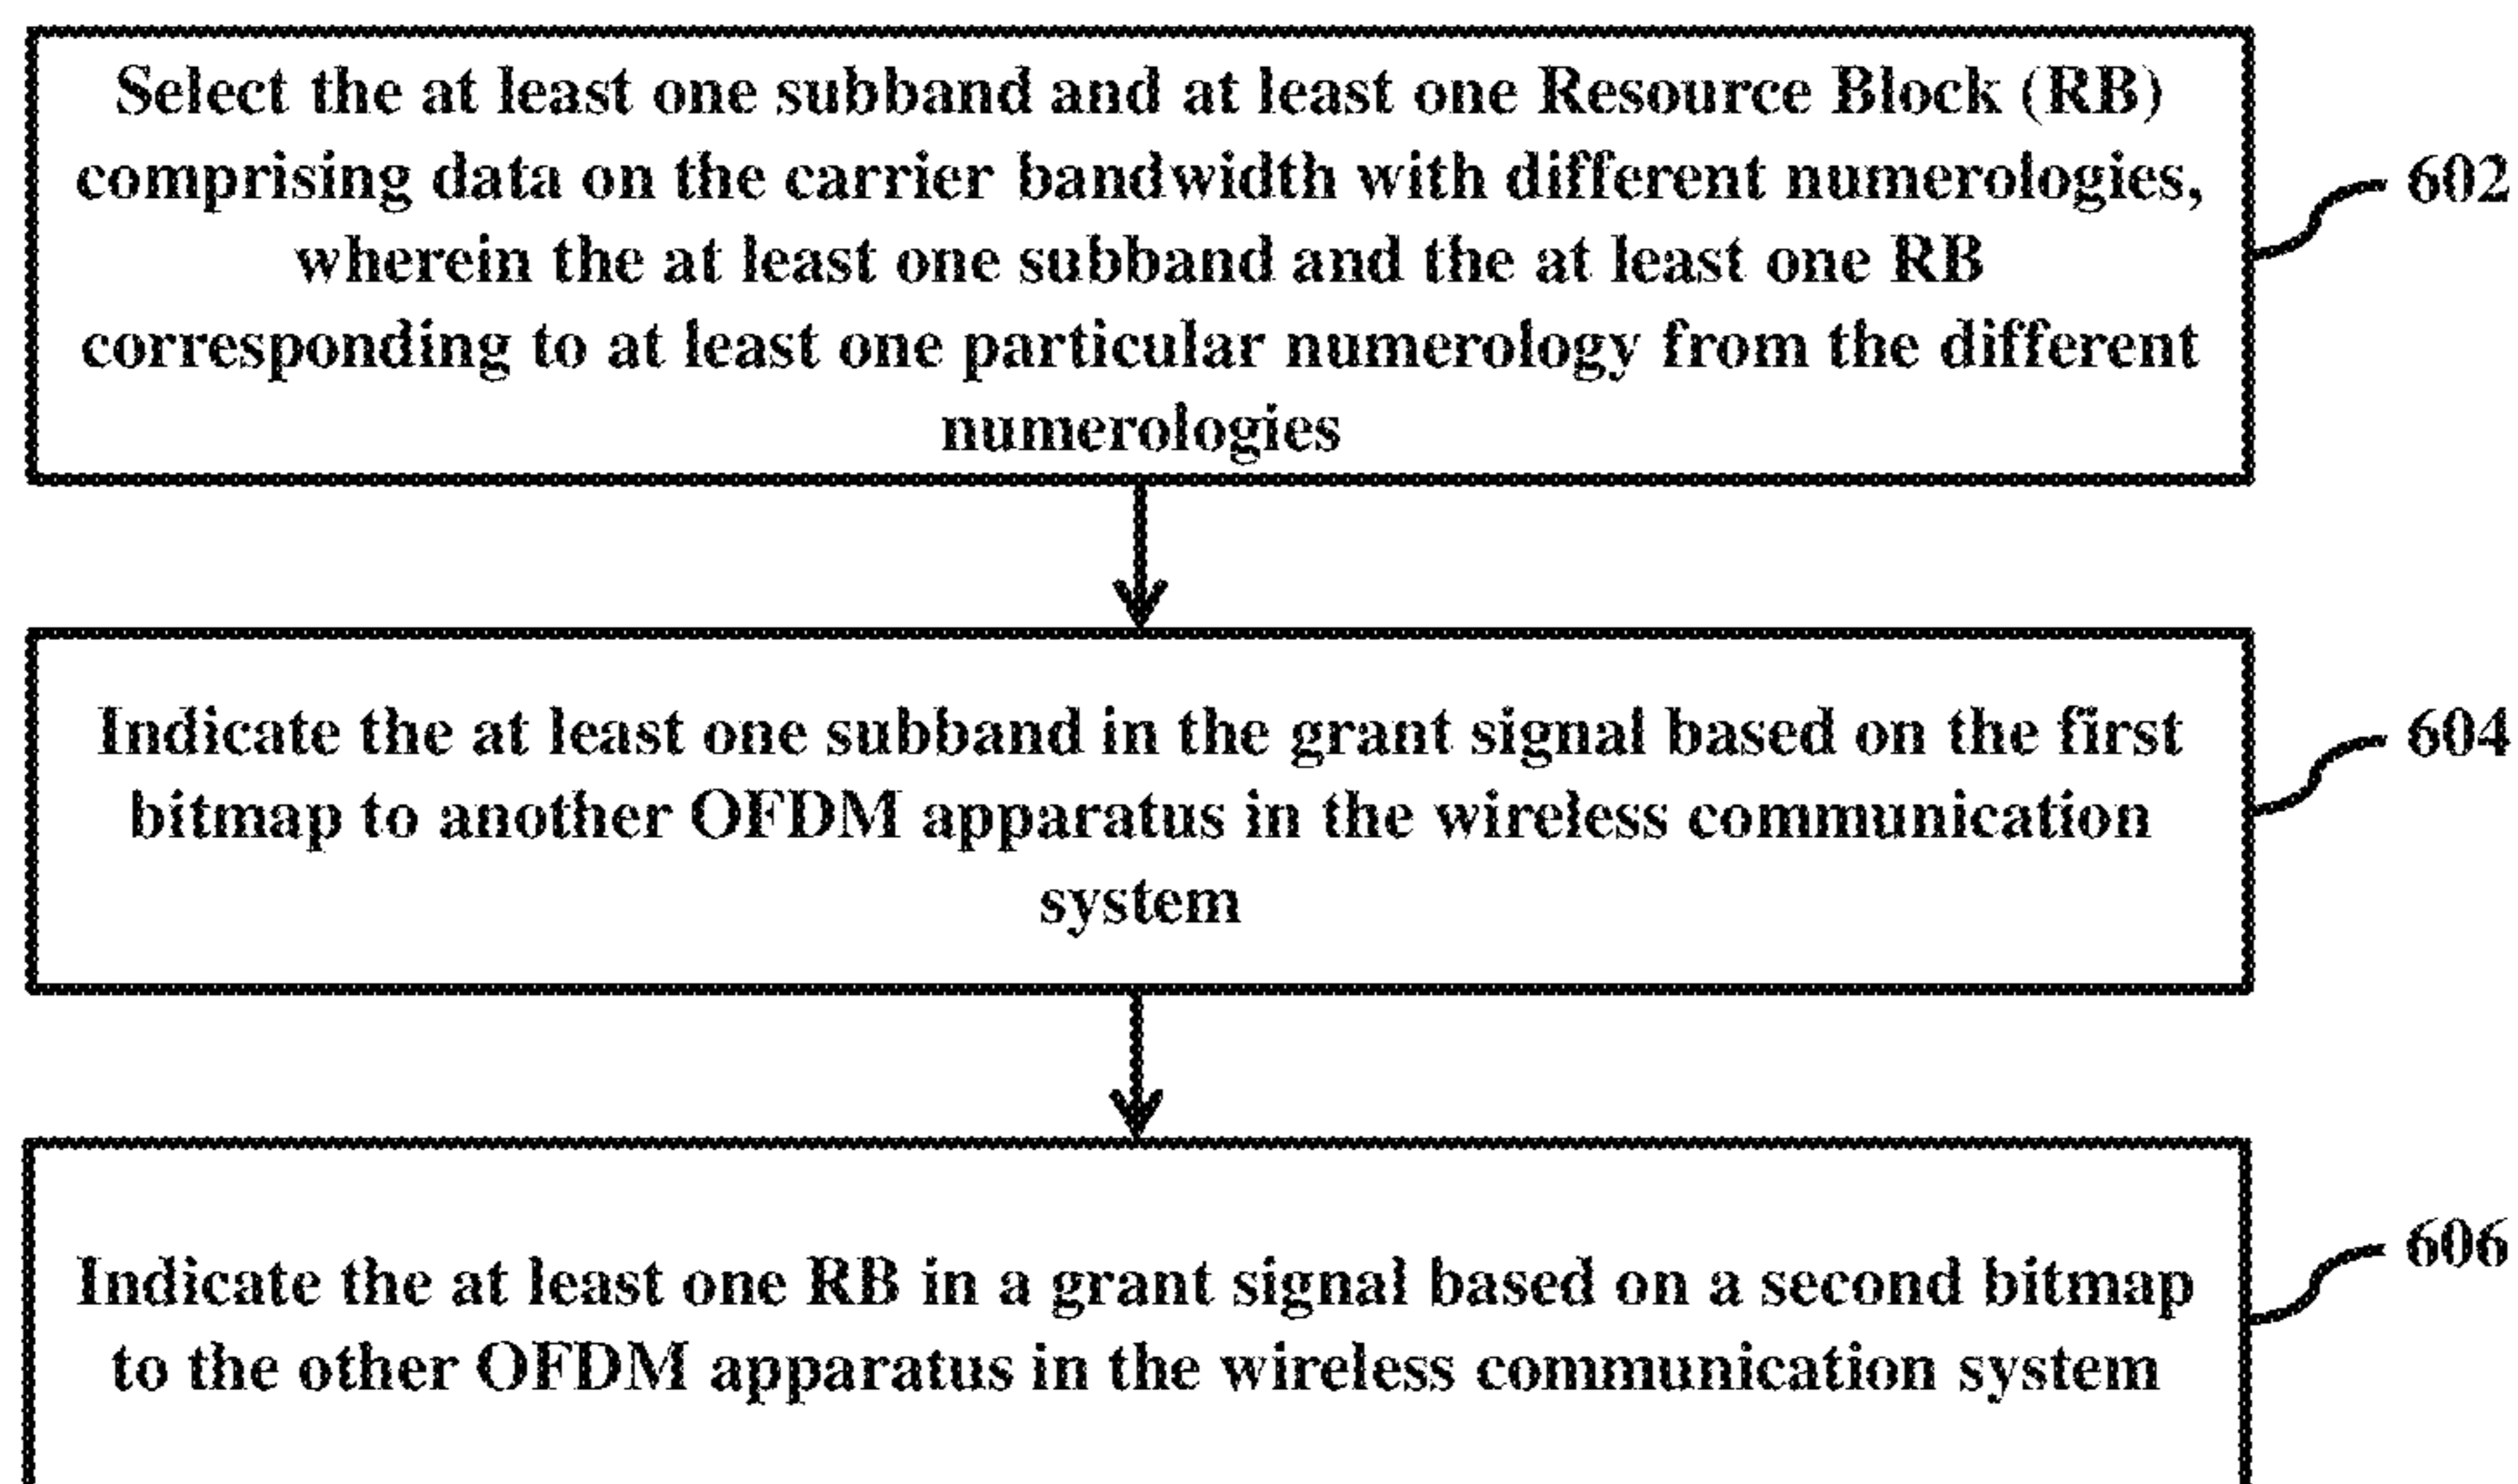 Select the at least one subband and at least one Resource Block (RB)
comprising data on the carrier bandwidth with different numerologies,
wherein the at least one subband and the at least one RB
corresponding to at least one particular numerology from the different
numerologies
602
Indicate the at least one subband in the grant signal based on the first
bitmap to another OFDM apparatus in the wireless communication
system
604
Indicate the at least one RB in a grant signal based on a second bitmap
to the other OFDM apparatus in the wireless communication system
606